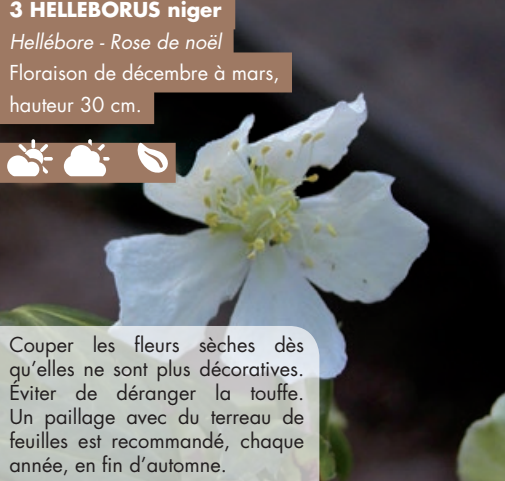 3 HELLEBORUS niger
Hellébore - Rose de noël
Floraison de décembre à mars,
hauteur 30 cm.
Couper les fleurs sèches dès
qu'elles ne sont plus décoratives.
Éviter de déranger la touffe.
Un paillage avec du terreau de
feuilles est recommandé, chaque
année, en fin d'automne.